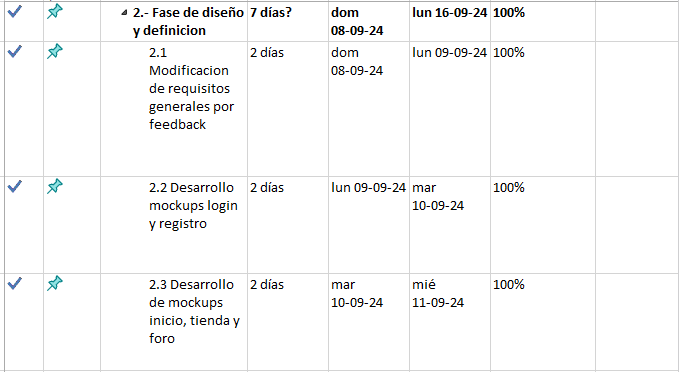 2.- Fase de diseño 7 días? dom lun 16-09-24 100%
y definicion 08-09-24
2.1 2 días dom lun 09-09-24 100%
Modificacion 08-09-24
de requisitos
generales por
feedback
2.2 Desarrollo 2 días lun 09-09-24 mar 100%
mockups login 10-09-24
y registro
2.3 Desarrollo 2 días mar mié 100%
de mockups 10-09-24 11-09-24
inicio, tienda y
foro